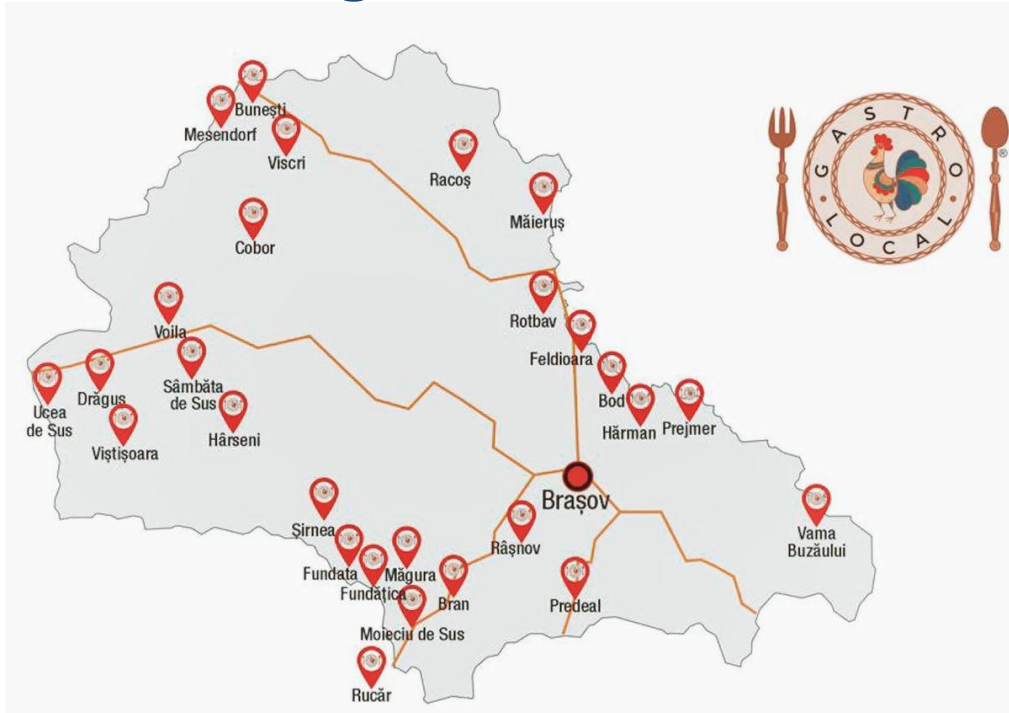 Bunești
Mesendorf
Viscri
Racoș
Măieruș
Cobor
GASTRO
LOCAL
®
Voila
Rotbav
Feldioara
Ucea
de Sus
Drăguș
Sâmbăta
de Sus
Viștișoara
Hârseni
Bod
Hărman
Prejmer
Brașov
Șirnea
Râșnov
Vama
Buzăului
Fundata
Fundățica
Măgura
Bran
Predeal
Moieciu de Sus
Rucăr